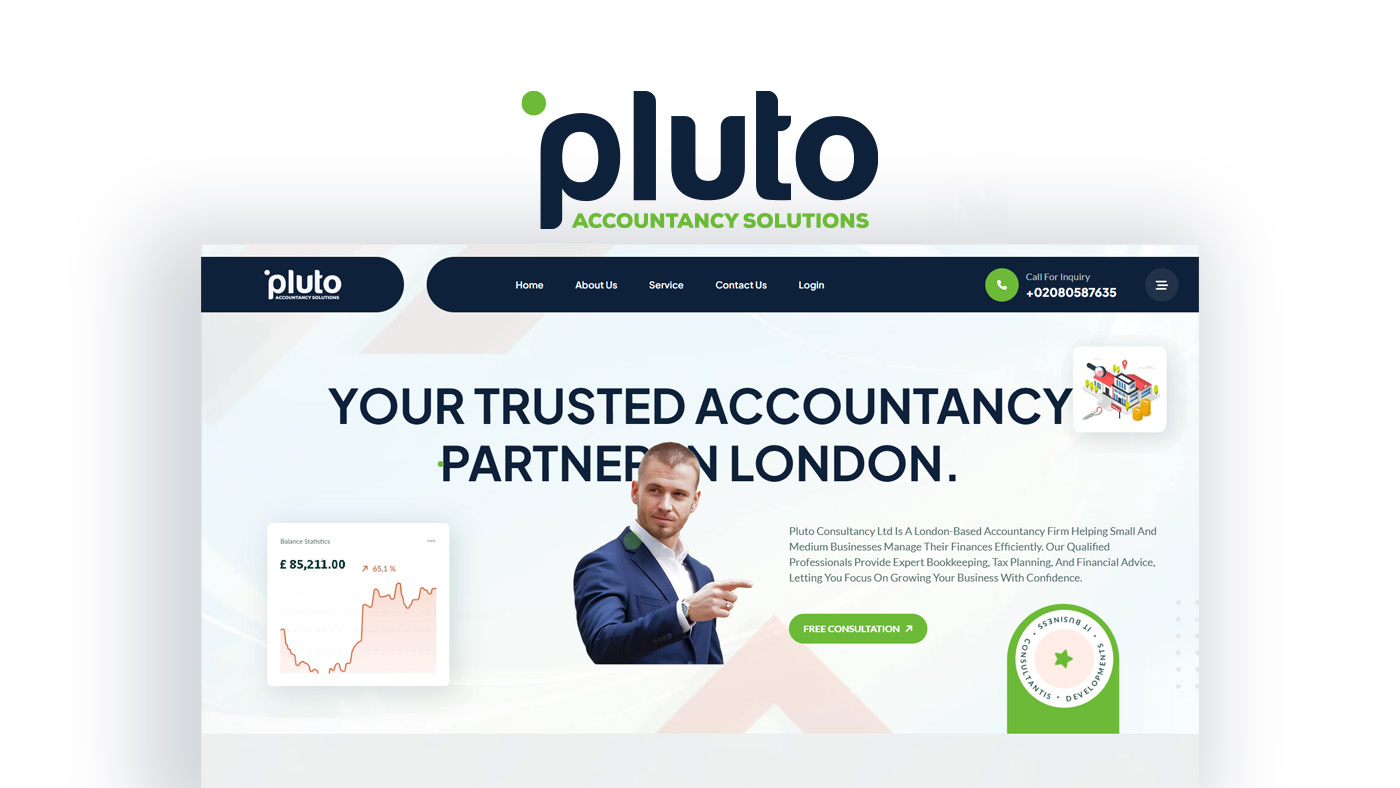 pluto
ACCOUNTANCY SOLUTIONS
pluto
ACCOUNTANCY SOLUTIONS
Home About Us Service Contact Us Login
Call For Inquiry
+02080587635
YOUR TRUSTED ACCOUNTANCY
PARTNER IN LONDON.
Balance Statistics
£ 85,211.00
65,1 %
Pluto Consultancy Ltd Is A London-Based Accountancy Firm Helping Small And
Medium Businesses Manage Their Finances Efficiently. Our Qualified
Professionals Provide Expert Bookkeeping, Tax Planning, And Financial Advice,
Letting You Focus On Growing Your Business With Confidence.
FREE CONSULTATION
IT BUSINESS • DEVELOPMENTS • CONSULTANTIS •